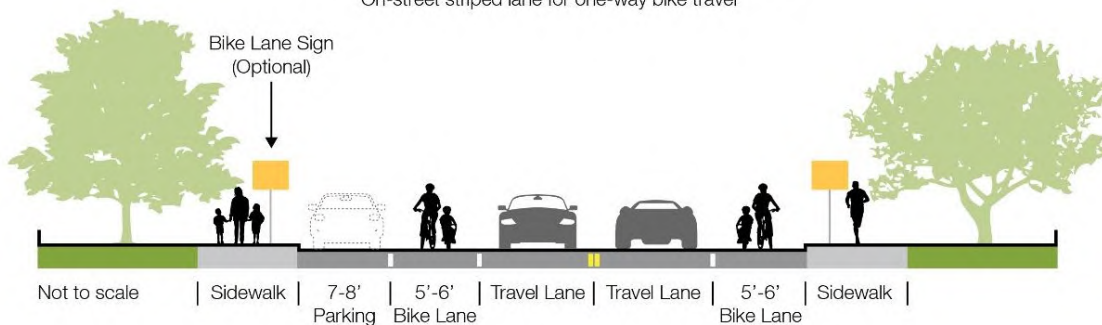 On-street striped lane for one-way bike travel
Bike Lane Sign
(Optional)
Not to scale
Sidewalk
7-8’
Parking
5’-6’
Bike Lane
Travel Lane
Travel Lane
5’-6’
Bike Lane
Sidewalk